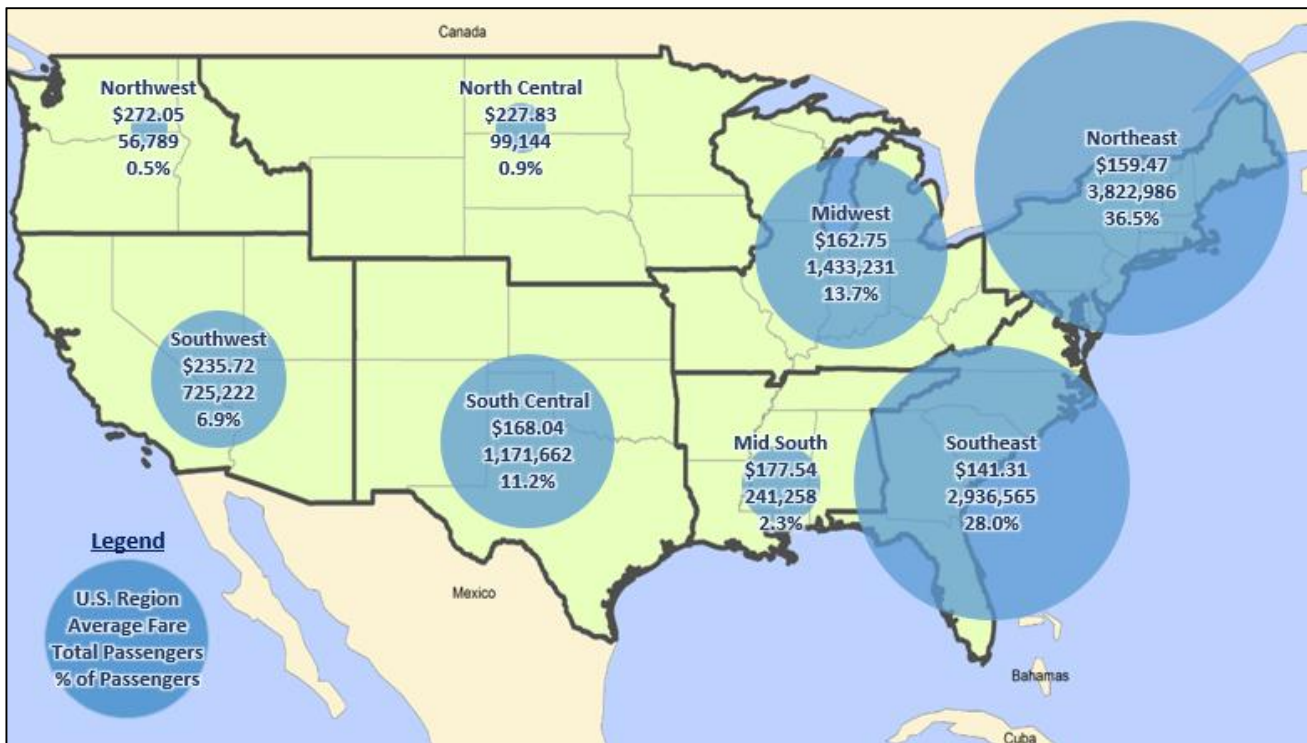 Canada
Northwest
$272.05
56,789
0.5%
North Central
$227.83
99,144
0.9%
Northeast
$159.47
3,822,986
36.5%
Midwest
$162.75
1,433,231
13.7%
Southwest
$235.72
725,222
6.9%
South Central
$168.04
1,171,662
11.2%
Mid South
$177.54
241,258
2.3%
Southeast
$141.31
2,936,565
28.0%
Legend
U.S. Region
Average Fare
Total Passengers
% of Passengers
Mexico
Bahamas
Cuba